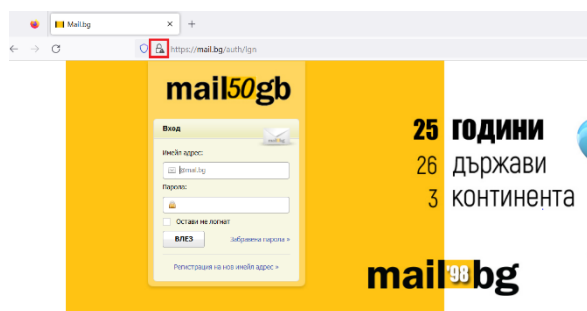 Mail.bg
https://mail.bg/auth/lgn
mail50gb
Вход
mail.bg
Имейл адрес:
@mail.bg
Парола:
Остави ме логнат
ВЛЕЗ
Забравена парола »
Регистрация на нов имейл адрес »
25 ГОДИНИ
26 държави
3 континента
mail'98bg